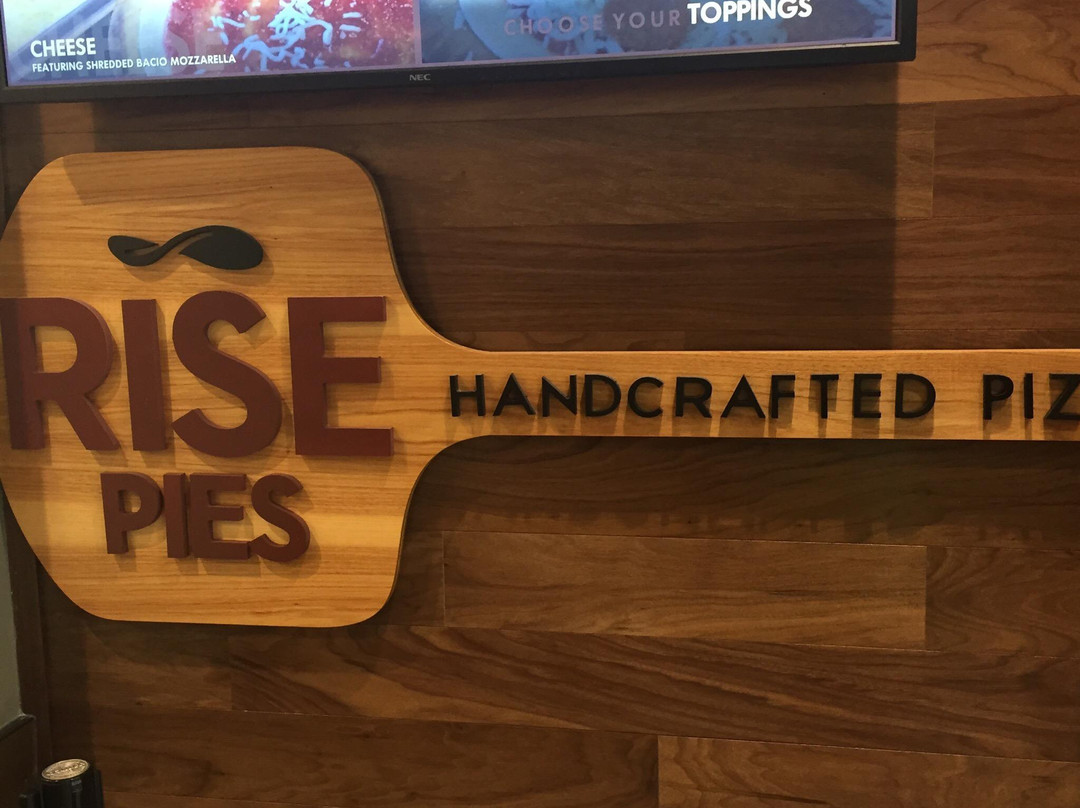 CHEESE
FEATURING SHREDDED BACIO MOZZARELLA
CHOOSE YOUR TOPPINGS
NEC
RISE
PIES
HANDCRAFTED PIZ